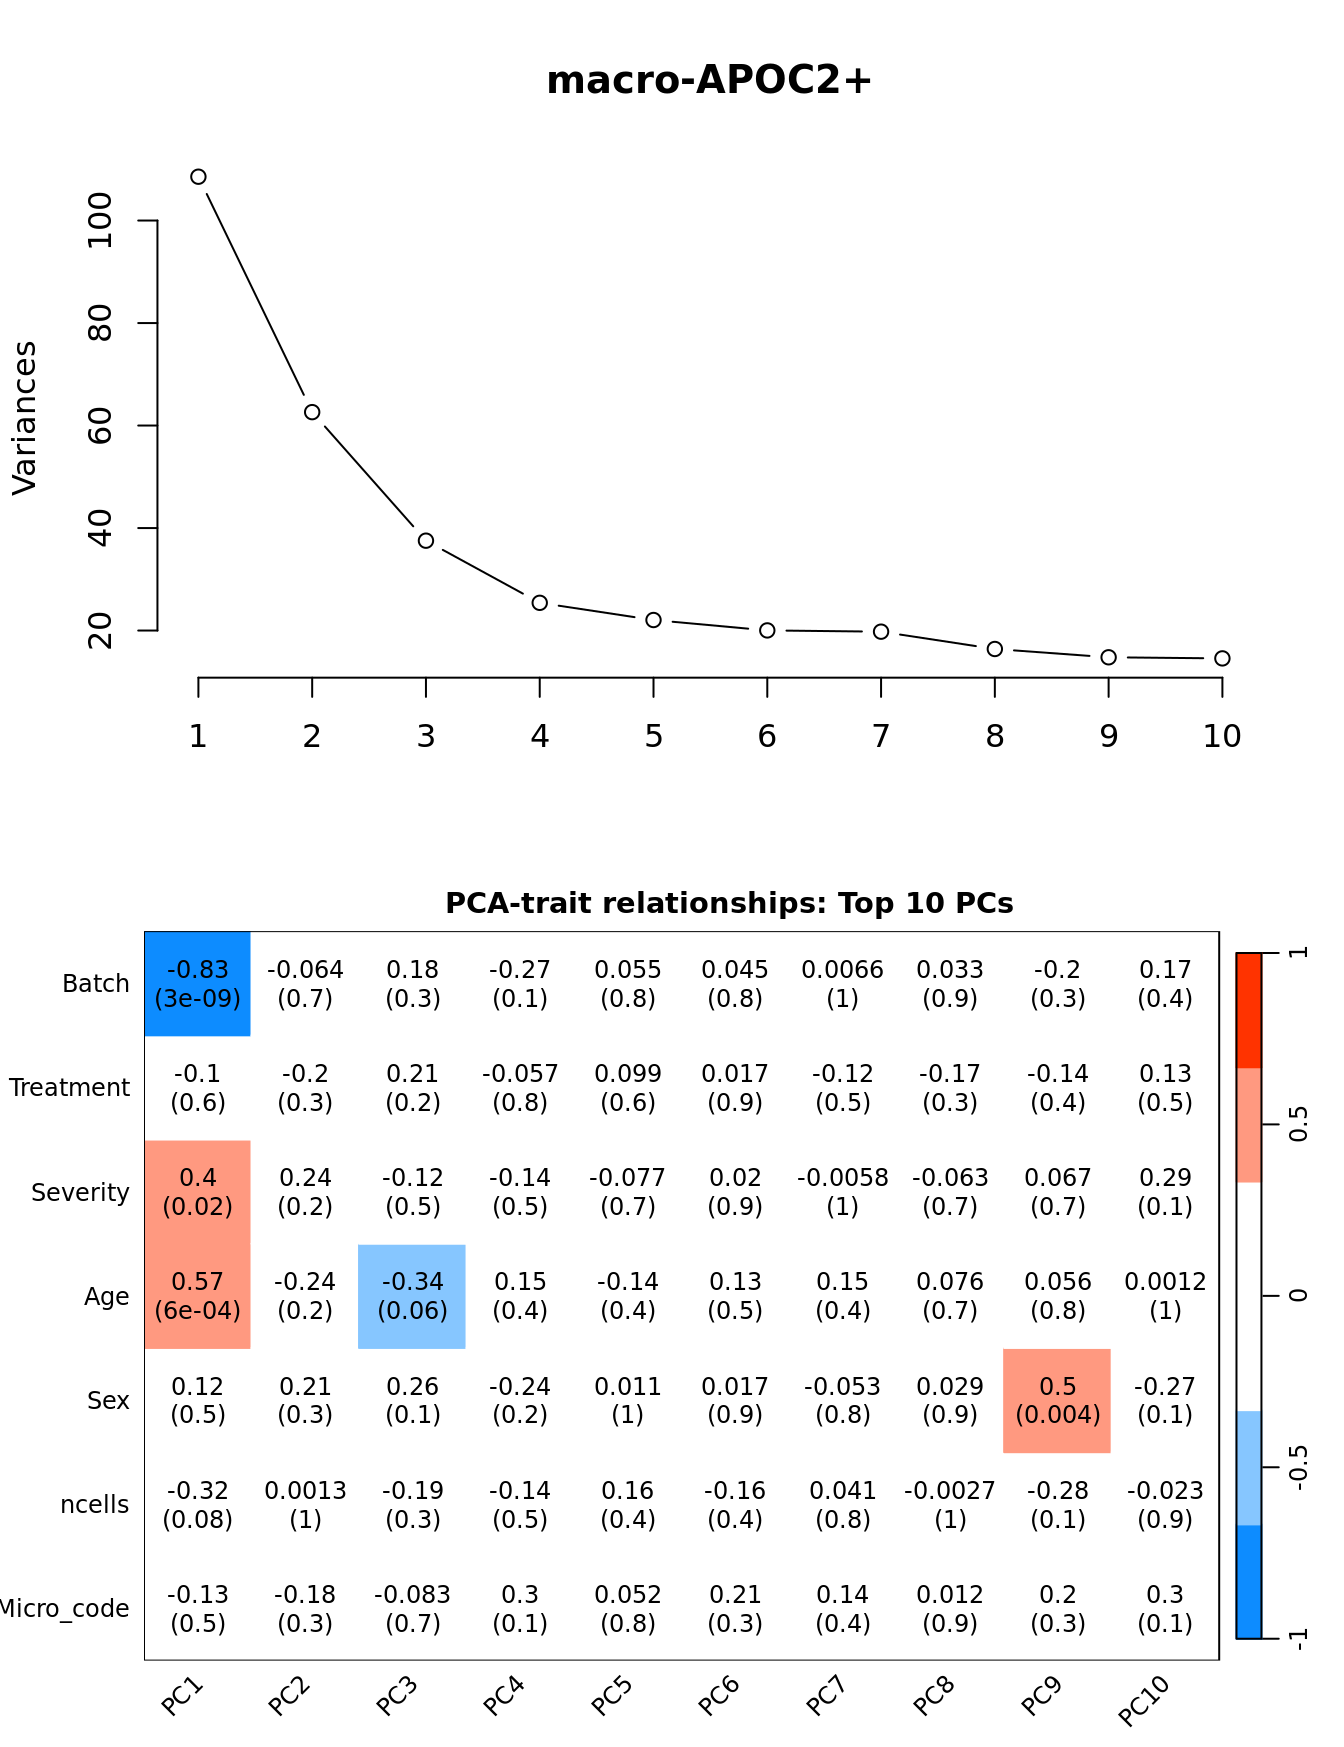 macro-APOC2+
Variances
100
80
60
40
20
1 2 3 4 5 6 7 8 9 10
PCA-trait relationships: Top 10 PCs
Batch -0.83 -0.064 0.18 -0.27 0.055 0.045 0.0066 0.033 -0.2 0.17
(3e-09) (0.7) (0.3) (0.1) (0.8) (0.8) (1) (0.9) (0.3) (0.4)
Treatment -0.1 -0.2 0.21 -0.057 0.099 0.017 -0.12 -0.17 -0.14 0.13
(0.6) (0.3) (0.2) (0.8) (0.6) (0.9) (0.5) (0.3) (0.4) (0.5)
Severity 0.4 0.24 -0.12 -0.14 -0.077 0.02 -0.0058 -0.063 0.067 0.29
(0.02) (0.2) (0.5) (0.5) (0.7) (0.9) (1) (0.7) (0.7) (0.1)
Age 0.57 -0.24 -0.34 0.15 -0.14 0.13 0.15 0.076 0.056 0.0012
(6e-04) (0.2) (0.06) (0.4) (0.4) (0.5) (0.4) (0.7) (0.8) (1)
Sex 0.12 0.21 0.26 -0.24 0.011 0.017 -0.053 0.029 0.5 -0.27
(0.5) (0.3) (0.1) (0.2) (1) (0.9) (0.8) (0.9) (0.004) (0.1)
ncells -0.32 0.0013 -0.19 -0.14 0.16 -0.16 0.041 -0.0027 -0.28 -0.023
(0.08) (1) (0.3) (0.5) (0.4) (0.4) (0.8) (1) (0.1) (0.9)
Micro_code -0.13 -0.18 -0.083 0.3 0.052 0.21 0.14 0.012 0.2 0.3
(0.5) (0.3) (0.7) (0.1) (0.8) (0.3) (0.4) (0.9) (0.3) (0.1)
PC1 PC2 PC3 PC4 PC5 PC6 PC7 PC8 PC9 PC10
1
0.5
0
-0.5
-1